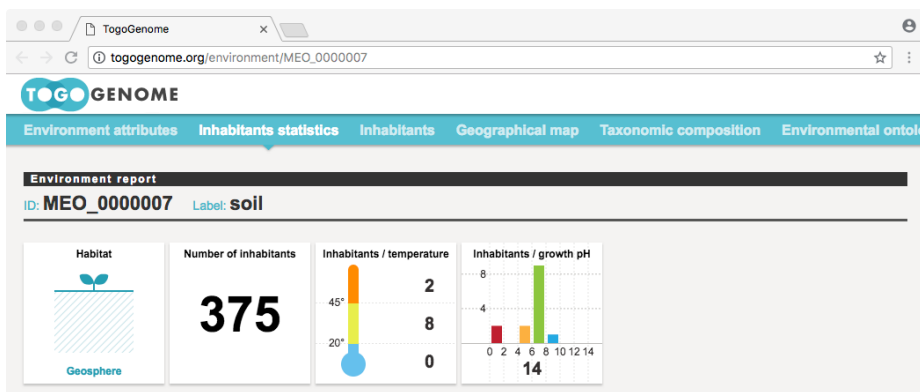 TogoGenome
togogenome.org/environment/MEO_0000007
TOGO GENOME
Environment attributes Inhabitants statistics Inhabitants Geographical map Taxonomic composition Environmental ontol
Environment report
ID: MEO_0000007 Label: soil
Habitat
Geosphere
Number of inhabitants
375
Inhabitants / temperature
2
45°
8
20°
0
Inhabitants / growth pH
8
4
0 2 4 6 8 10 12 14
14